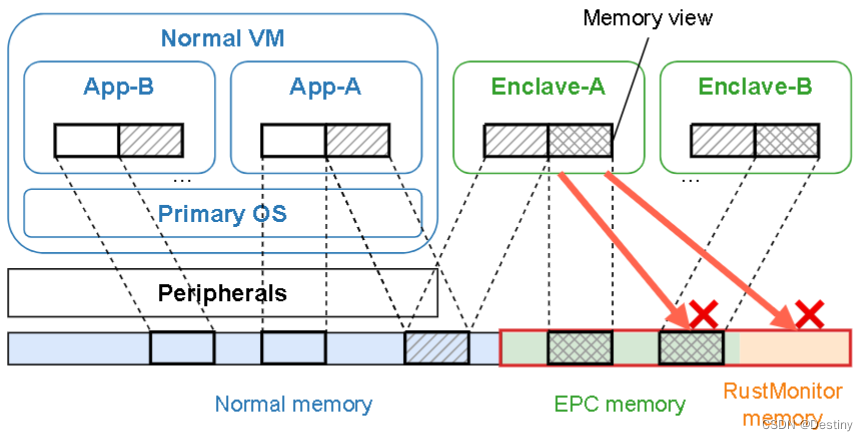 Memory view
Normal VM
App-B
App-A
Enclave-A
Enclave-B
...
...
Primary OS
Peripherals
Normal memory
EPC memory
RustMonitor
memory
CSDN @Destiny